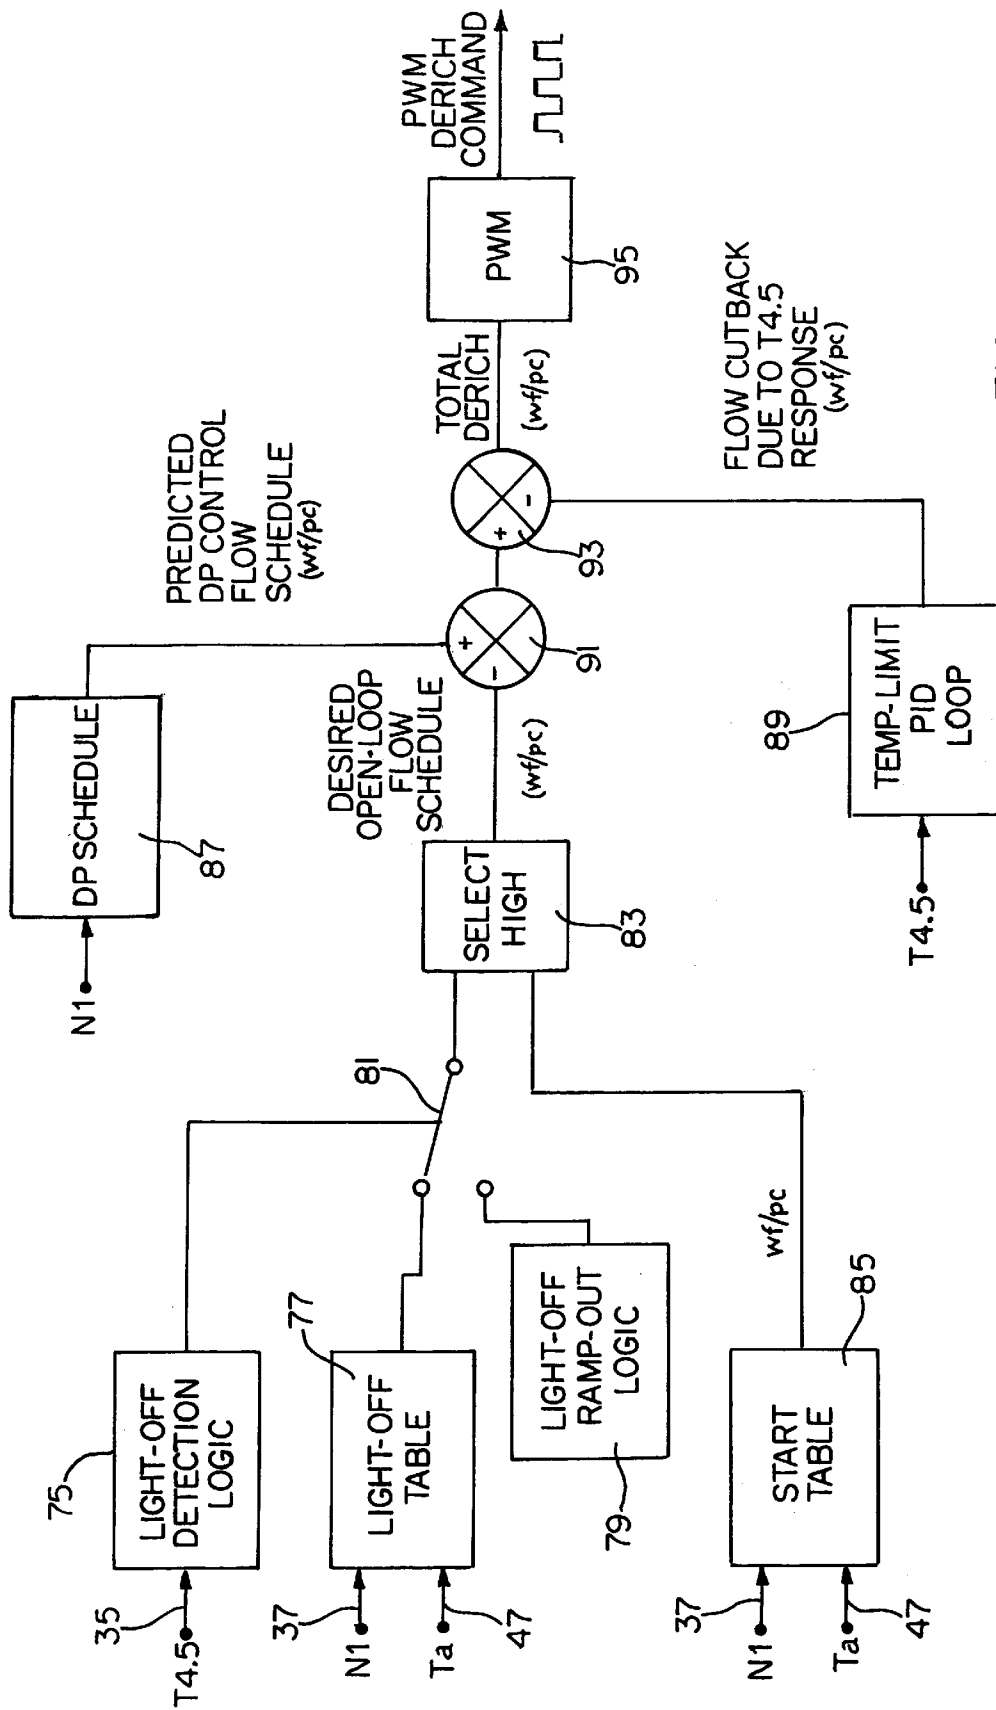 35
T4.5
75
LIGHT-OFF
DETECTION
LOGIC
37
N1
Ta
47
77
LIGHT-OFF
TABLE
79
LIGHT-OFF
RAMP-OUT
LOGIC
37
N1
Ta
47
START
TABLE
85
wf/pc
81
SELECT
HIGH
83
N1
DP SCHEDULE
87
DESIRED
OPEN-LOOP
FLOW
SCHEDULE
(wf/pc)
PREDICTED
DP CONTROL
FLOW
SCHEDULE
(wf/pc)
+
-
91
+
-
93
T4.5
89
TEMP-LIMIT
PID
LOOP
FLOW CUTBACK
DUE TO T4.5
RESPONSE
(wf/pc)
TOTAL
DERICH
(wf/pc)
PWM
95
PWM
DERICH
COMMAND